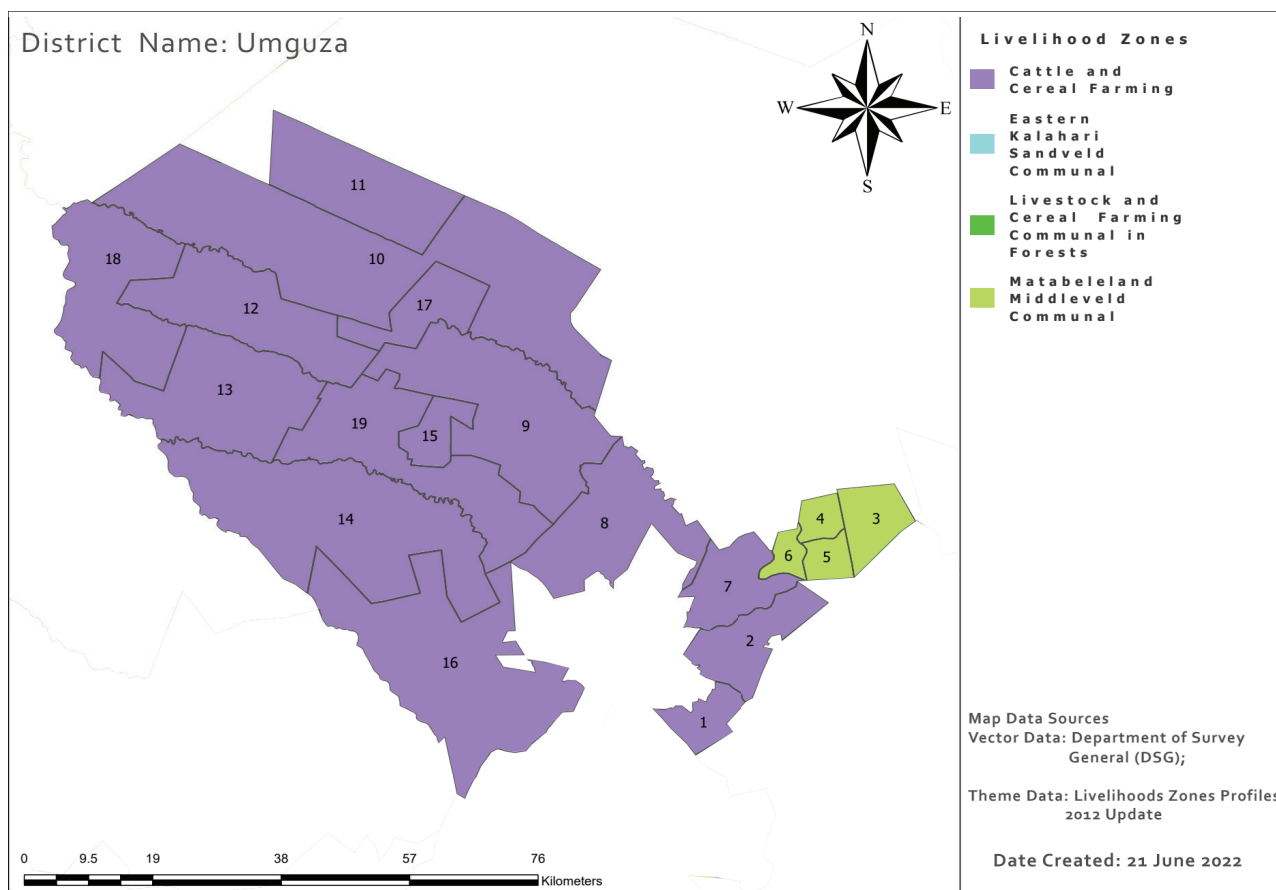 District Name: Umguza
N
W E
S
11
18
10
12
17
13
19
15
9
14
8
4
3
6
5
7
2
16
1
0 9.5 19 38 57 76
Kilometers
Livelihood Zones
Cattle and
Cereal Farming
Eastern
Kalahari
Sandveld
Communal
Livestock and
Cereal Farming
Communal in
Forests
Matabeleland
Middleveld
Communal
Map Data Sources
Vector Data: Department of Survey
General (DSG);
Theme Data: Livelihoods Zones Profiles
2012 Update
Date Created: 21 June 2022